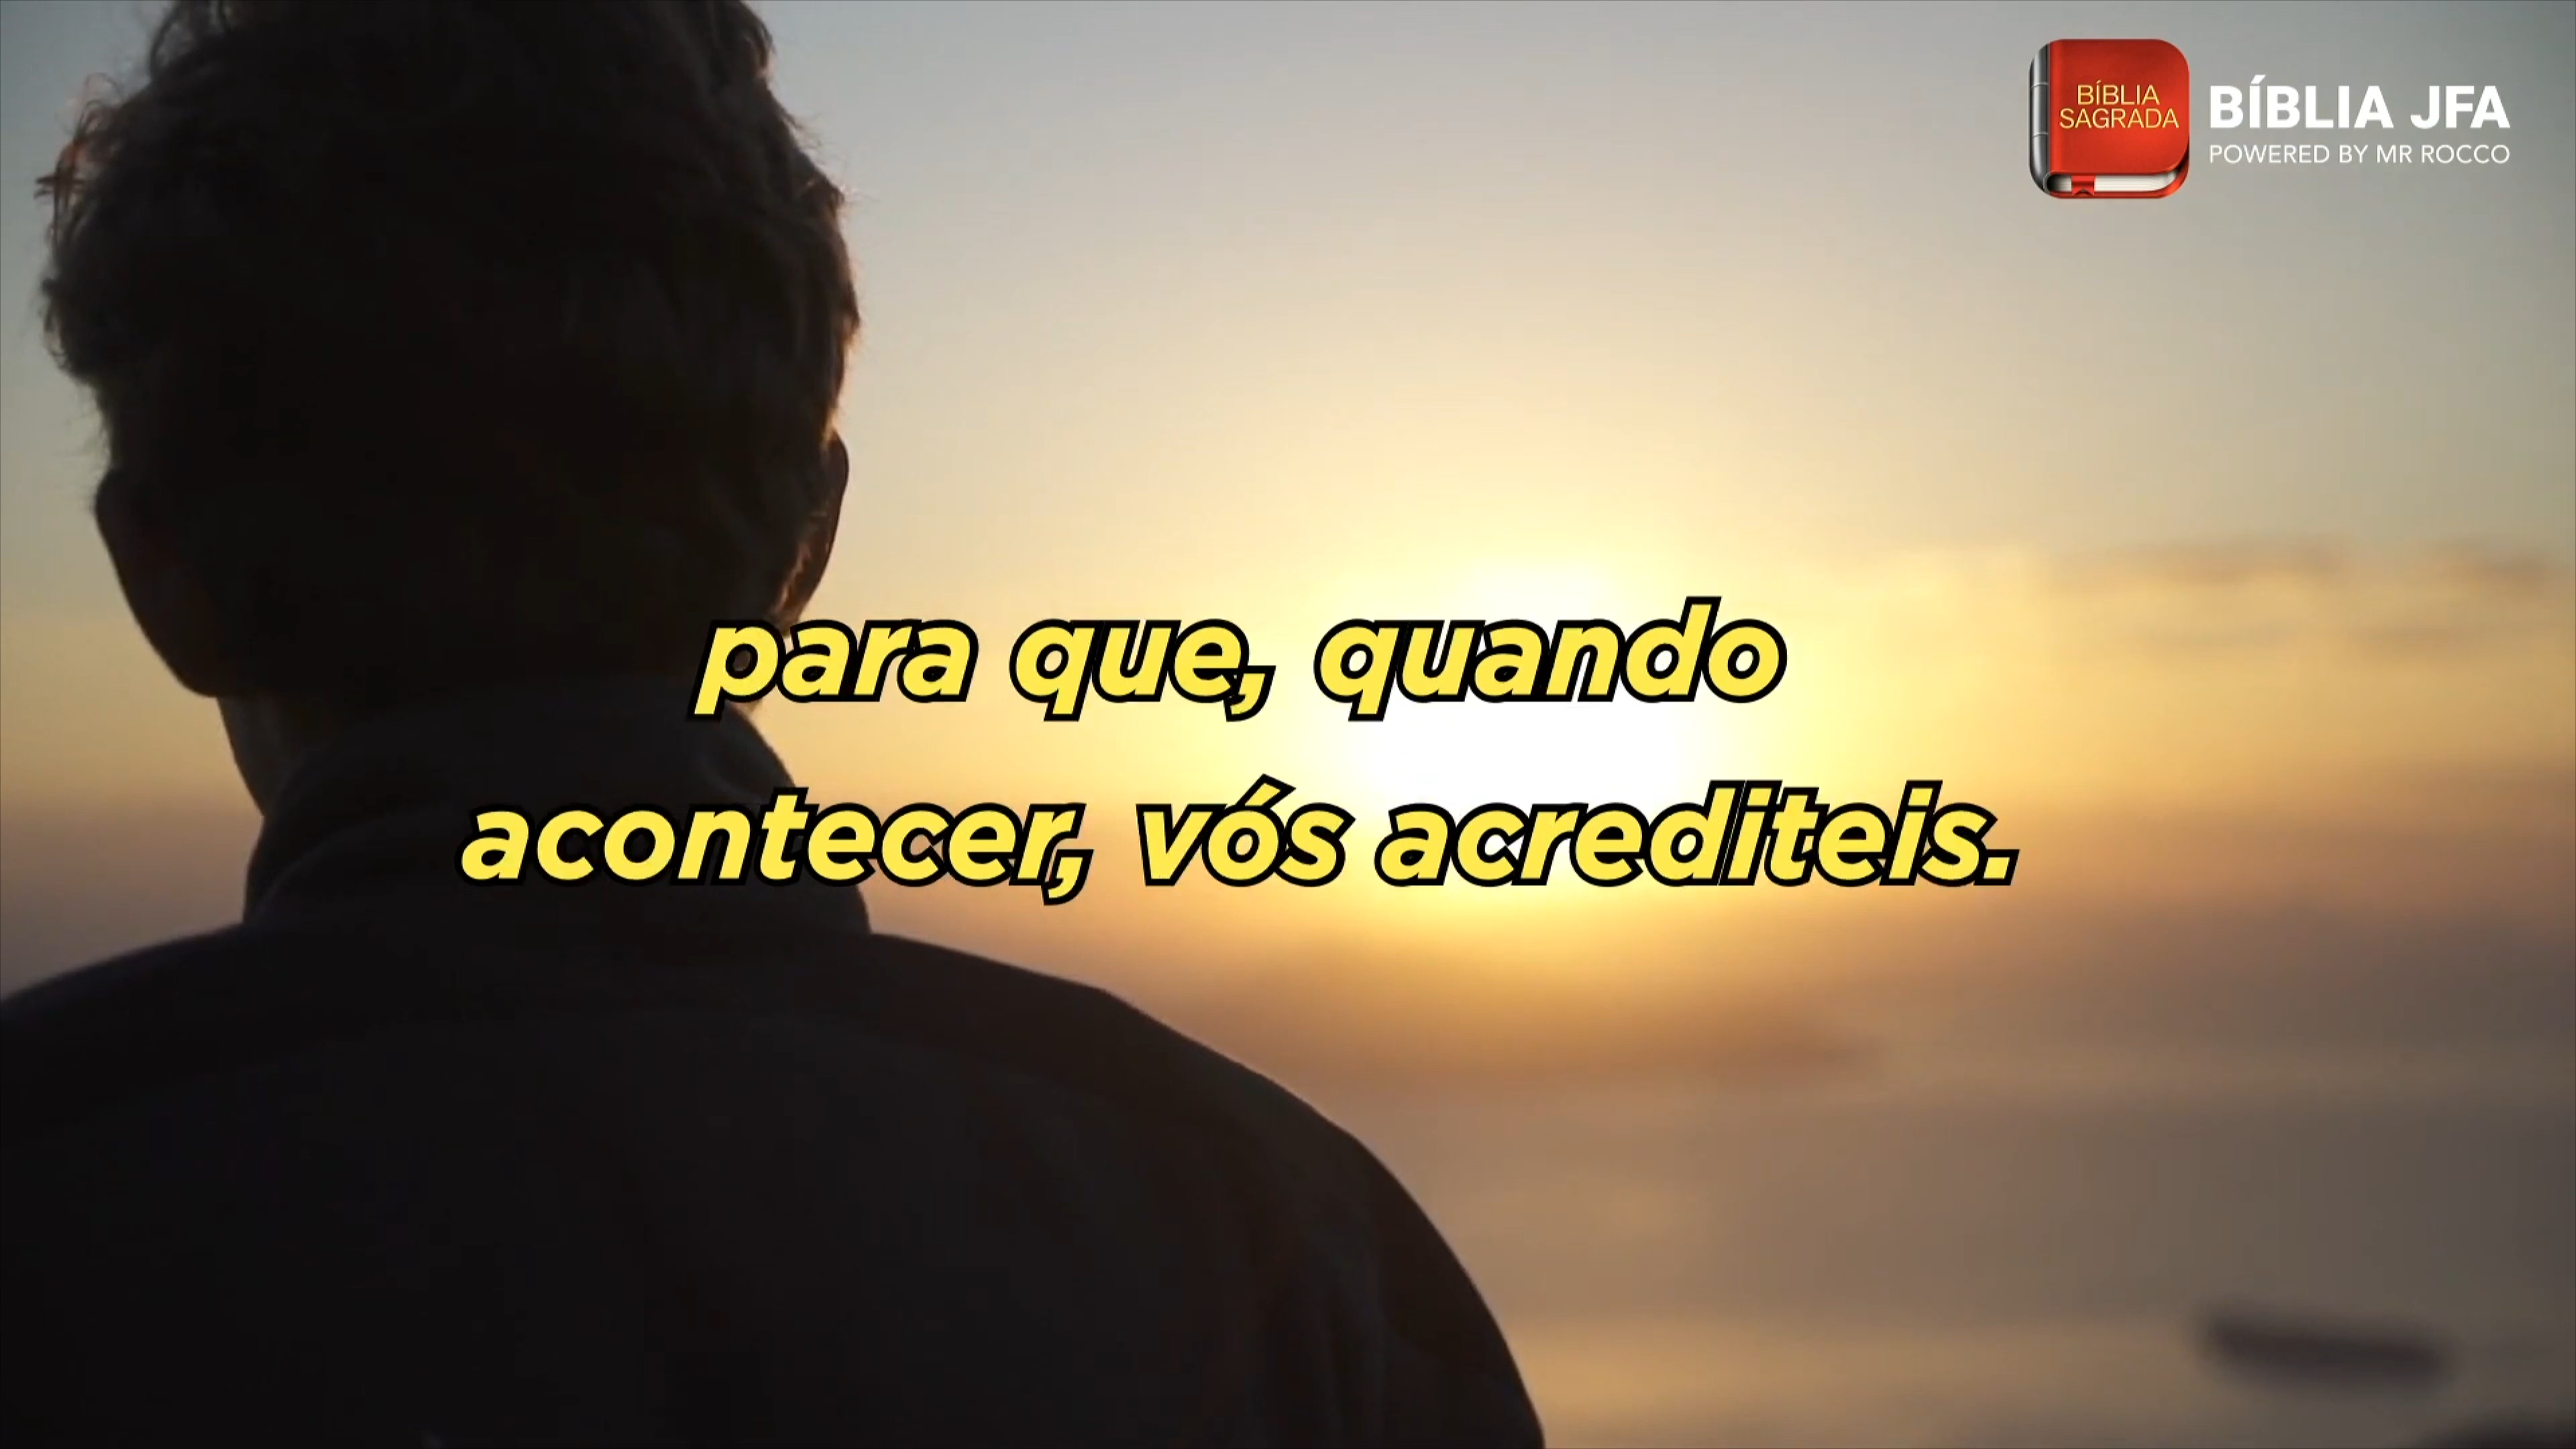 BÍBLIA
SAGRADA
BÍBLIA JFA
POWERED BY MR ROCCO
para que, quando
acontecer, vós acrediteis.